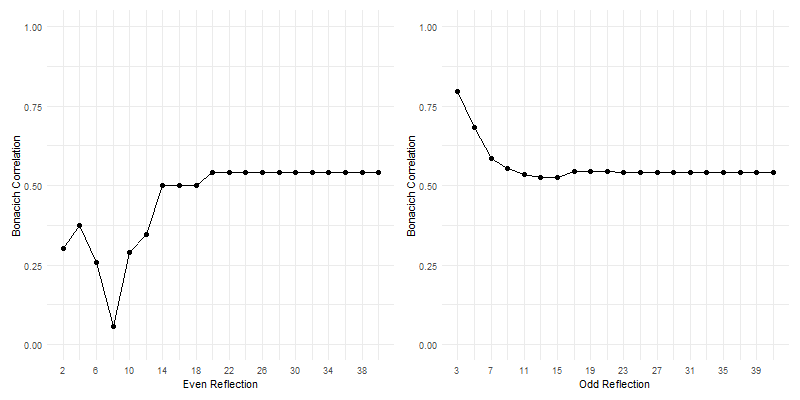 Bonacich Correlation
1.00
0.75
0.50
0.25
0.00
2 6 10 14 18 22 26 30 34 38
Even Reflection
Bonacich Correlation
1.00
0.75
0.50
0.25
0.00
3 7 11 15 19 23 27 31 35 39
Odd Reflection